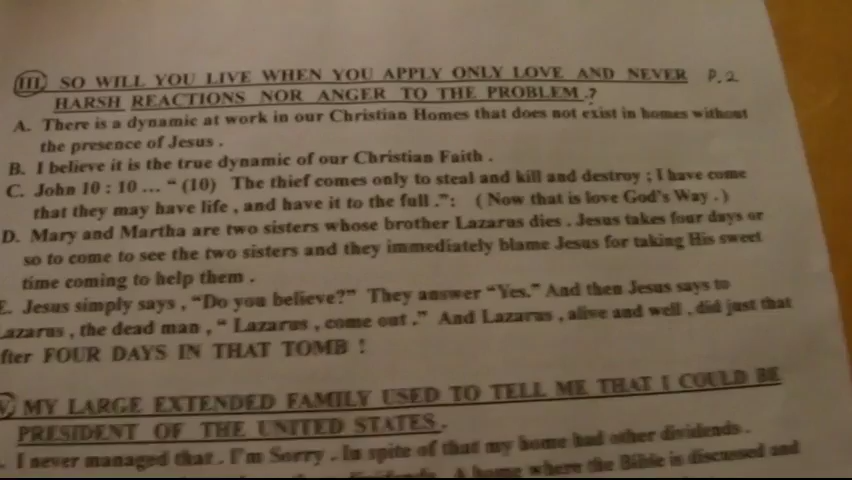 III SO WILL YOU LIVE WHEN YOU APPLY ONLY LOVE AND NEVER P.2
HARSH REACTIONS NOR ANGER TO THE PROBLEM .?
A. There is a dynamic at work in our Christian Homes that does not exist in homes without
the presence of Jesus .
B. I believe it is the true dynamic of our Christian Faith .
C. John 10 : 10 ... " (10) The thief comes only to steal and kill and destroy ; I have come
that they may have life , and have it to the full .": ( Now that is love God's Way . )
D. Mary and Martha are two sisters whose brother Lazarus dies . Jesus takes four days or
so to come to see the two sisters and they immediately blame Jesus for taking His sweet
time coming to help them .
E. Jesus simply says , "Do you believe?" They answer "Yes." And then Jesus says to
Lazarus , the dead man , " Lazarus , come out ." And Lazarus , alive and well , did just that
fter FOUR DAYS IN THAT TOMB !
MY LARGE EXTENDED FAMILY USED TO TELL ME THAT I COULD BE
PRESIDENT OF THE UNITED STATES .
. I never managed that . I'm Sorry . In spite of that my home had other dividends .
dividends. A home where the Bible is discussed and